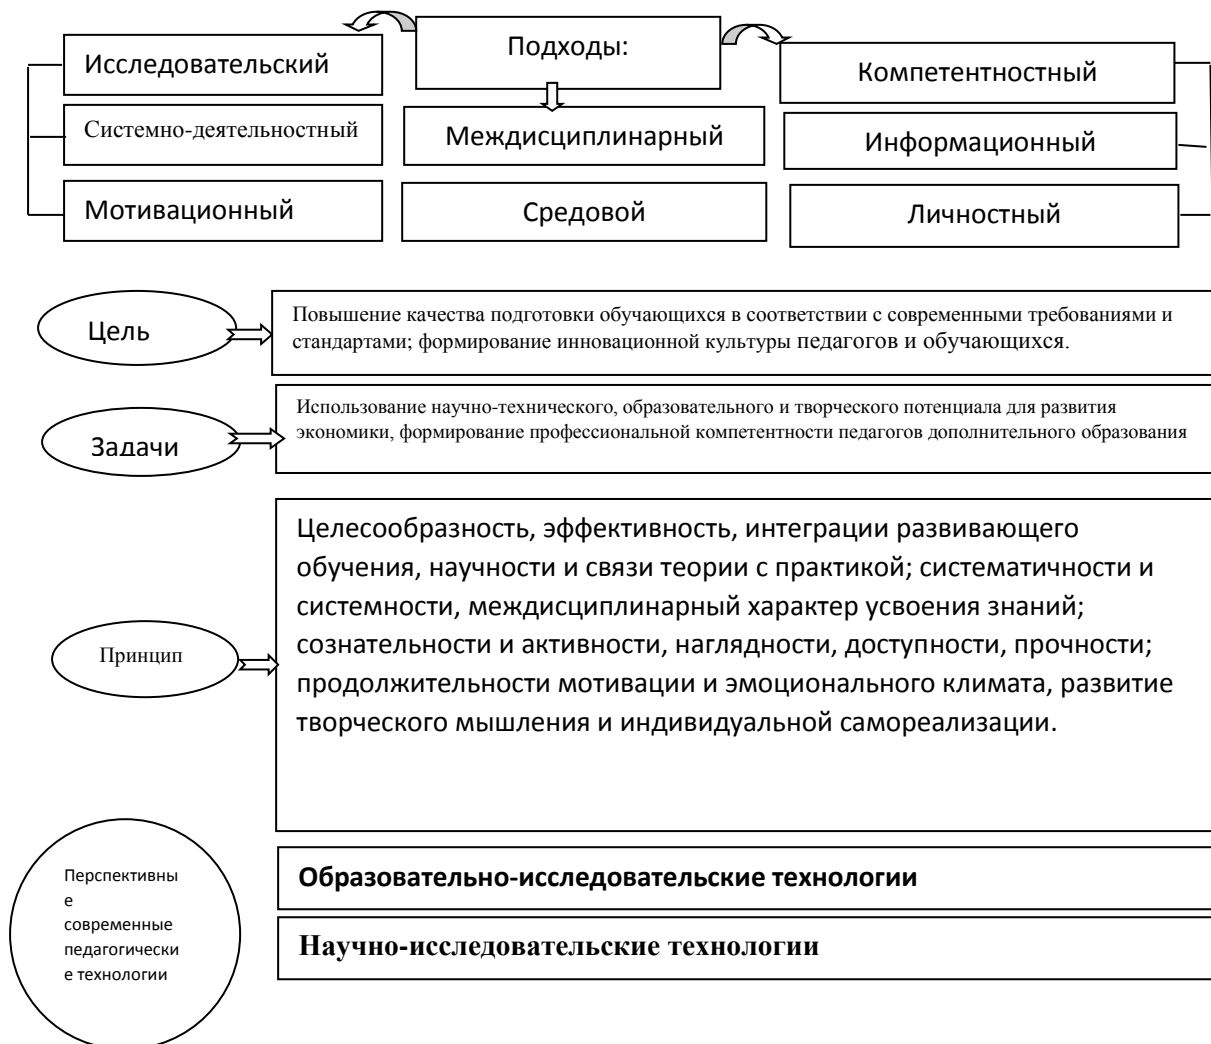 Подходы:
Исследовательский
Компетентностный
Системно-деятельностный
Междисциплинарный
Информационный
Мотивационный
Средовой
Личностный
Цель
Повышение качества подготовки обучающихся в соответствии с современными требованиями и
стандартами; формирование инновационной культуры педагогов и обучающихся.
Задачи
Использование научно-технического, образовательного и творческого потенциала для развития
экономики, формирование профессиональной компетентности педагогов дополнительного образования
Принцип
Целесообразность, эффективность, интеграции развивающего
обучения, научности и связи теории с практикой; систематичности и
системности, междисциплинарный характер усвоения знаний;
сознательности и активности, наглядности, доступности, прочности;
продолжительности мотивации и эмоционального климата, развитие
творческого мышления и индивидуальной самореализации.
Перспективны
е
современные
педагогически
е технологии
Образовательно-исследовательские технологии
Научно-исследовательские технологии